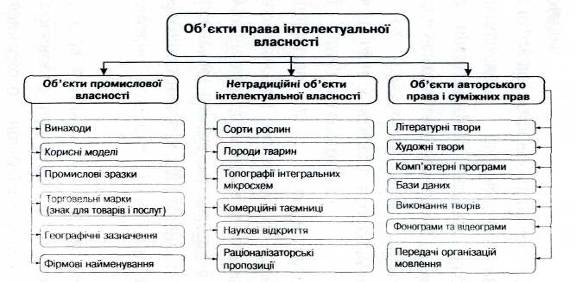 Об'єкти права інтелектуальної
власності
Об'єкти промислової
власності
Винаходи
Корисні моделі
Промислові зразки
Торговельні марки
(знак для товарів і послуг)
Географічні зазначення
Фірмові найменування
Нетрадиційні об'єкти
інтелектуальної власності
Сорти рослин
Породи тварин
Топографії інтегральних
мікросхем
Комерційні таємниці
Наукові відкриття
Раціоналізаторські
пропозиції
Об'єкти авторського
права і суміжних прав
Літературні твори
Художні твори
Комп'ютерні програми
Бази даних
Виконання творів
Фонограми та відеограми
Передачі організацій
мовлення